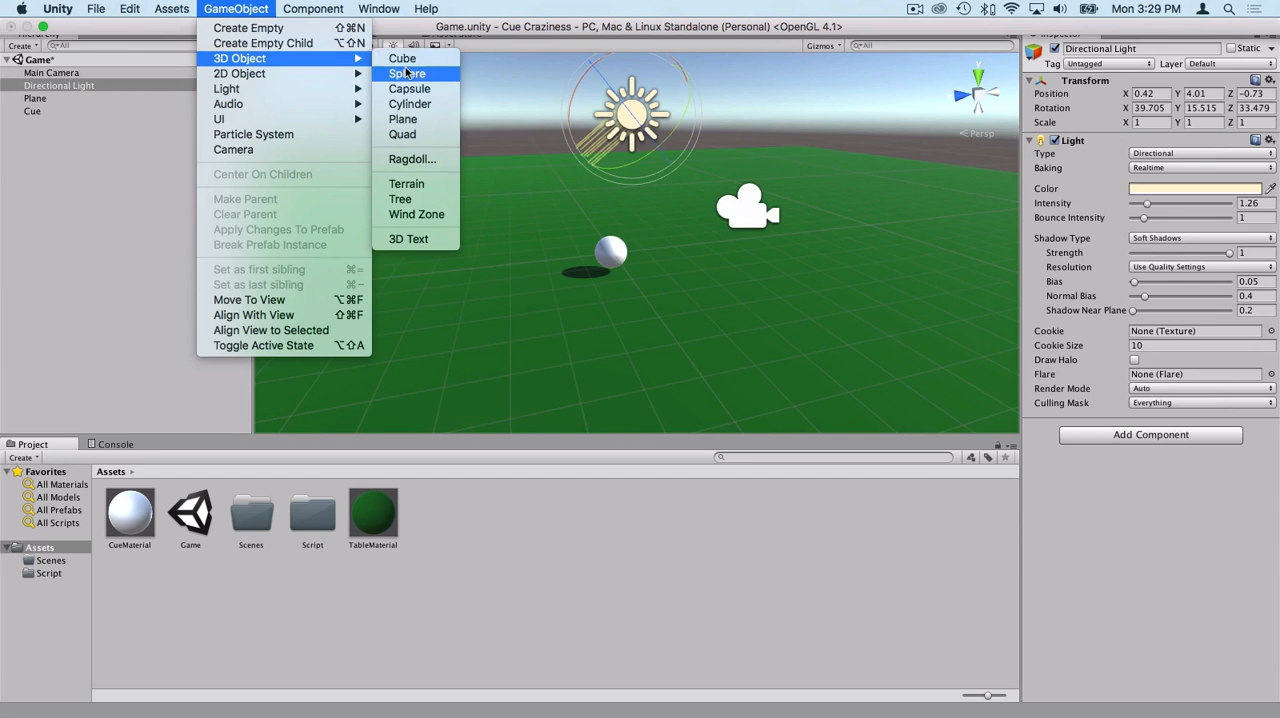 Unity File Edit Assets GameObject Component Window Help Mon 3:29 PM
Game.unity - Cue Craziness - PC, Mac & Linux Standalone (Personal) <OpenGL 4.1>
Create All
Gizmos All
Game*
Main Camera
Directional Light
Plane
Cue
Create Empty ⇧⌘N
Create Empty Child ⌥⇧N
3D Object
2D Object
Light
Audio
UI
Particle System
Camera
Center On Children
Make Parent
Clear Parent
Apply Changes To Prefab
Break Prefab Instance
Set as first sibling ⌘=
Set as last sibling ⌘-
Move To View ⌥⌘F
Align With View ⇧⌘F
Align View to Selected
Toggle Active State ⌥⇧A
Cube
Sphere
Capsule
Cylinder
Plane
Quad
Ragdoll...
Terrain
Tree
Wind Zone
3D Text
Persp
Inspector
Directional Light Static
Tag Untagged Layer Default
Transform
Position X 0.42 Y 4.01 Z -0.73
Rotation X 39.705 Y 15.515 Z 33.479
Scale X 1 Y 1 Z 1
Light
Type Directional
Baking Realtime
Color
Intensity 1.26
Bounce Intensity 1
Shadow Type Soft Shadows
Strength 1
Resolution Use Quality Settings
Bias 0.05
Normal Bias 0.4
Shadow Near Plane 0.2
Cookie None (Texture)
Cookie Size 10
Draw Halo
Flare None (Flare)
Render Mode Auto
Culling Mask Everything
Add Component
Project Console
Create
Favorites
All Materials
All Models
All Prefabs
All Scripts
Assets
Scenes
Script
Assets
CueMaterial Game Scenes Script TableMaterial